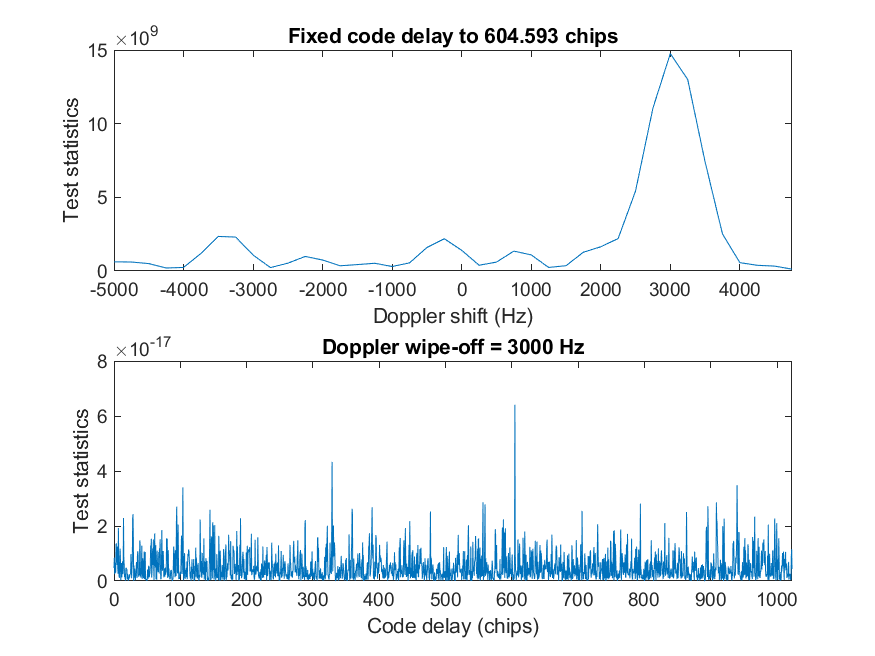 ×10⁹
Fixed code delay to 604.593 chips
15
10
5
0
Test statistics
-5000 -4000 -3000 -2000 -1000 0 1000 2000 3000 4000
Doppler shift (Hz)
×10⁻¹⁷
Doppler wipe-off = 3000 Hz
8
6
4
2
0
Test statistics
0 100 200 300 400 500 600 700 800 900 1000
Code delay (chips)